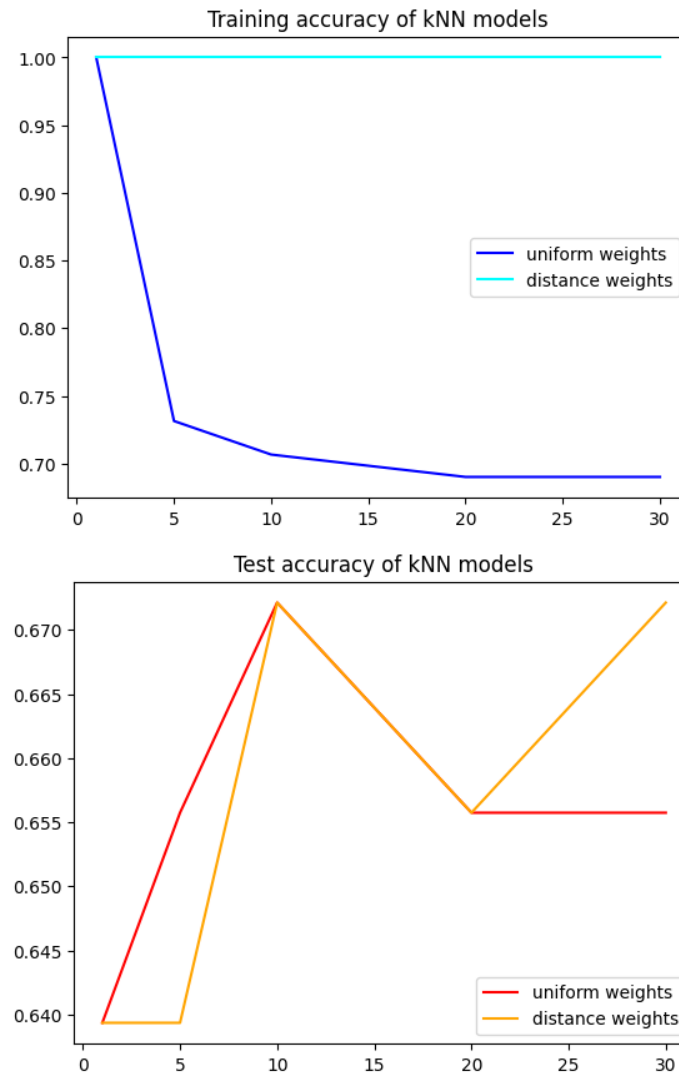 Training accuracy of kNN models
1.00
0.95
0.90
0.85
0.80
0.75
0.70
uniform weights
distance weights
0 5 10 15 20 25 30
Test accuracy of kNN models
0.670
0.665
0.660
0.655
0.650
0.645
0.640
uniform weights
distance weights
0 5 10 15 20 25 30